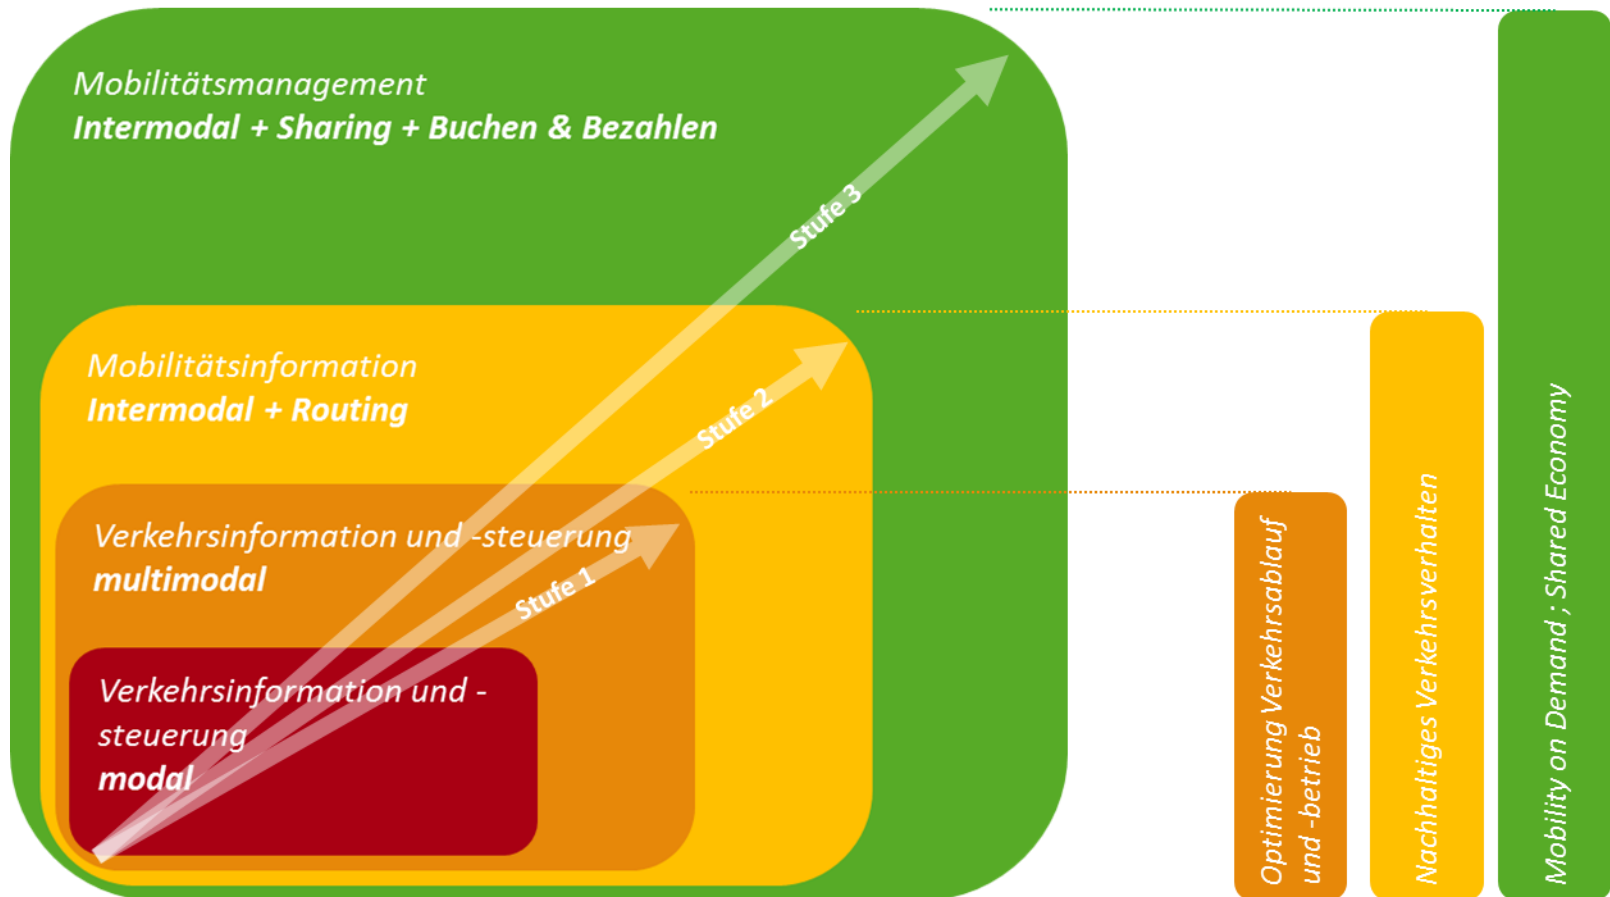 Mobilitätsmanagement
Intermodal + Sharing + Buchen & Bezahlen
Stufe 3
Mobilitätsinformation
Intermodal + Routing
Stufe 2
Verkehrsinformation und -steuerung
multimodal
Stufe 1
Verkehrsinformation und -
steuerung
modal
Optimierung Verkehrsablauf
und -betrieb
Nachhaltiges Verkehrsverhalten
Mobility on Demand ; Shared Economy